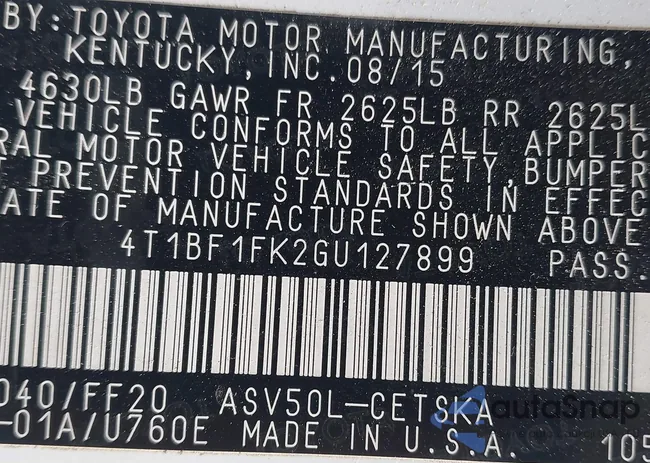 BY: TOYOTA MOTOR MANUFACTURING,
KENTUCKY, INC. 08/15
4630LB GAWR FR 2625LB RR 2625L
VEHICLE CONFORMS TO ALL APPLIC
RAL MOTOR VEHICLE SAFETY, BUMPER
T PREVENTION STANDARDS IN EFFEC
ATE OF MANUFACTURE SHOWN ABOVE
4T1BF1FK2GU127899 PASS.
040/FF20 ASV50L-CETSKA
-01A/U760E MADE IN U.S.A. 105
autoSnap